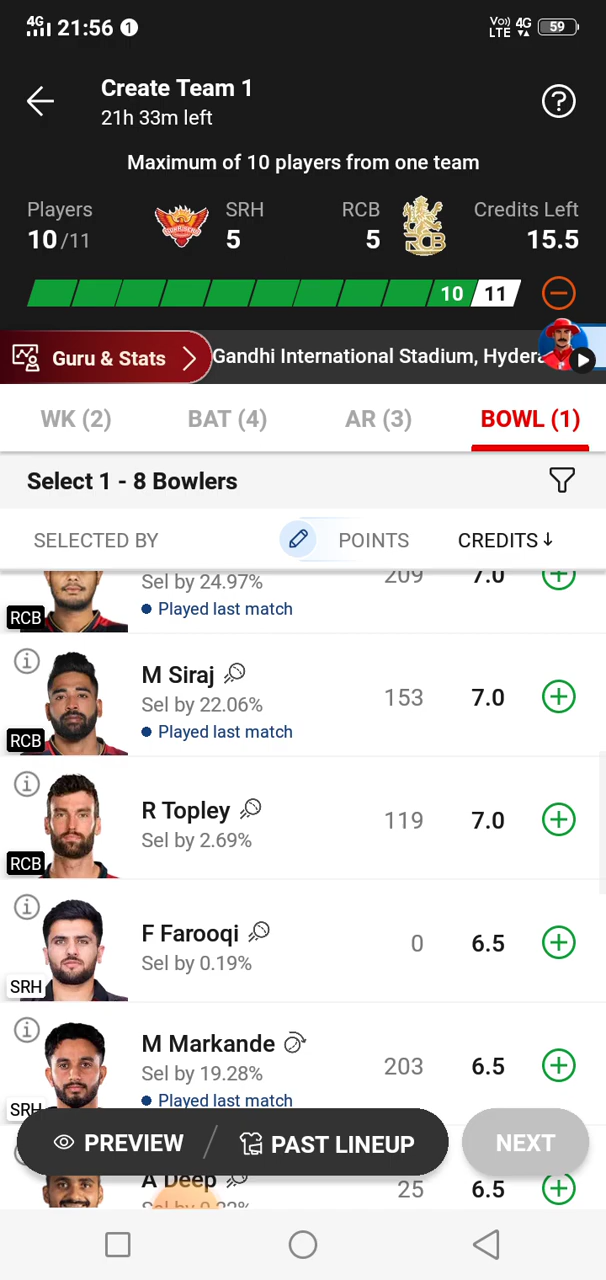 4G 21:56 1 Vo)) LTE 4G 59
Create Team 1
21h 33m left
?
Maximum of 10 players from one team
Players SRH RCB Credits Left
10/11 5 5 15.5
RCB
10 11
Guru & Stats Gandhi International Stadium, Hydera
WK (2) BAT (4) AR (3) BOWL (1)
Select 1 - 8 Bowlers
SELECTED BY POINTS CREDITS↓
Sel by 24.97% 209 7.0
RCB Played last match
M Siraj
Sel by 22.06% 153 7.0
RCB Played last match
R Topley
Sel by 2.69% 119 7.0
RCB
F Farooqi
Sel by 0.19% 0 6.5
SRH
M Markande
Sel by 19.28% 203 6.5
SRH Played last match
PREVIEW / PAST LINEUP NEXT
A Deep 25 6.5